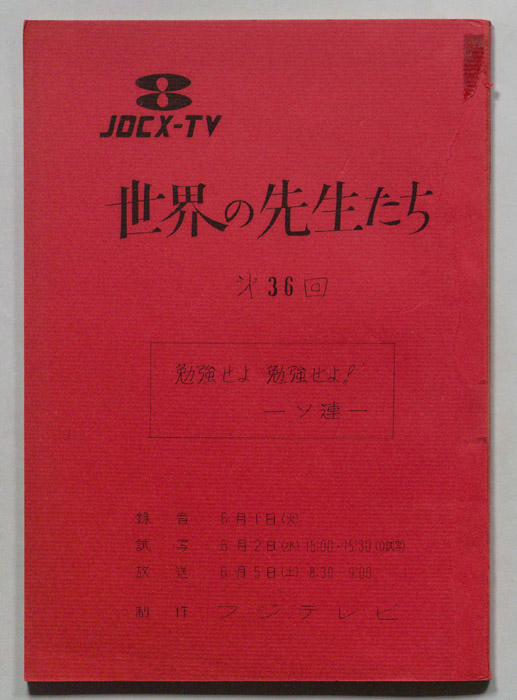 JOCX-TV
世界の先生たち
第36回
勉強せよ 勉強せよ!
―ソ連―
録音 6月1日(火)
試写 6月2日(水) 15:00-15:30
放送 6月5日(土) 8:30 9:00
制作 フジテレビ